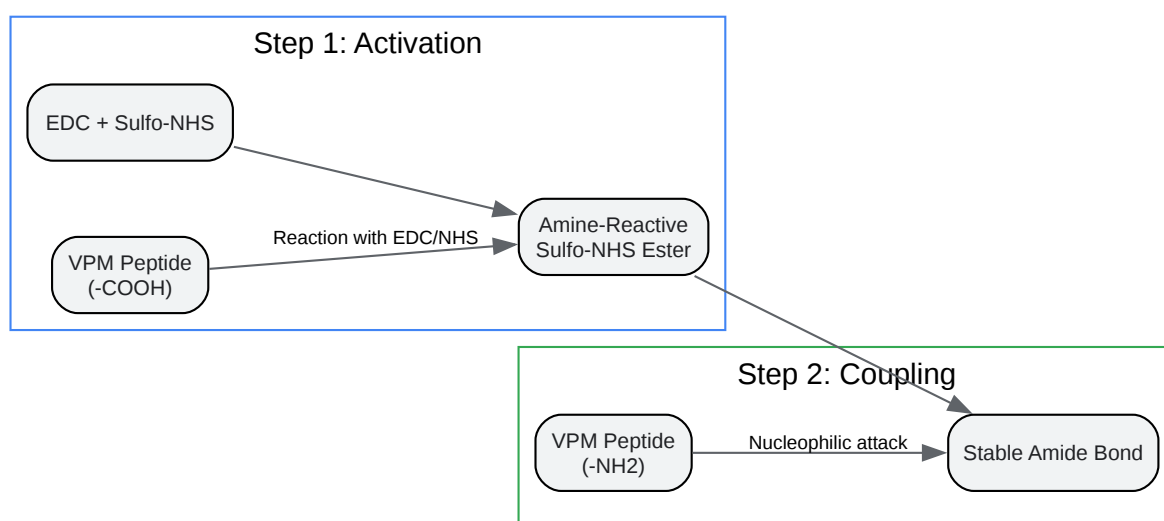 Step 1: Activation
EDC + Sulfo-NHS
Reaction with EDC/NHS
VPM Peptide
(-COOH)
Amine-Reactive
Sulfo-NHS Ester
Step 2: Coupling
VPM Peptide
(-NH2)
Nucleophilic attack
Stable Amide Bond